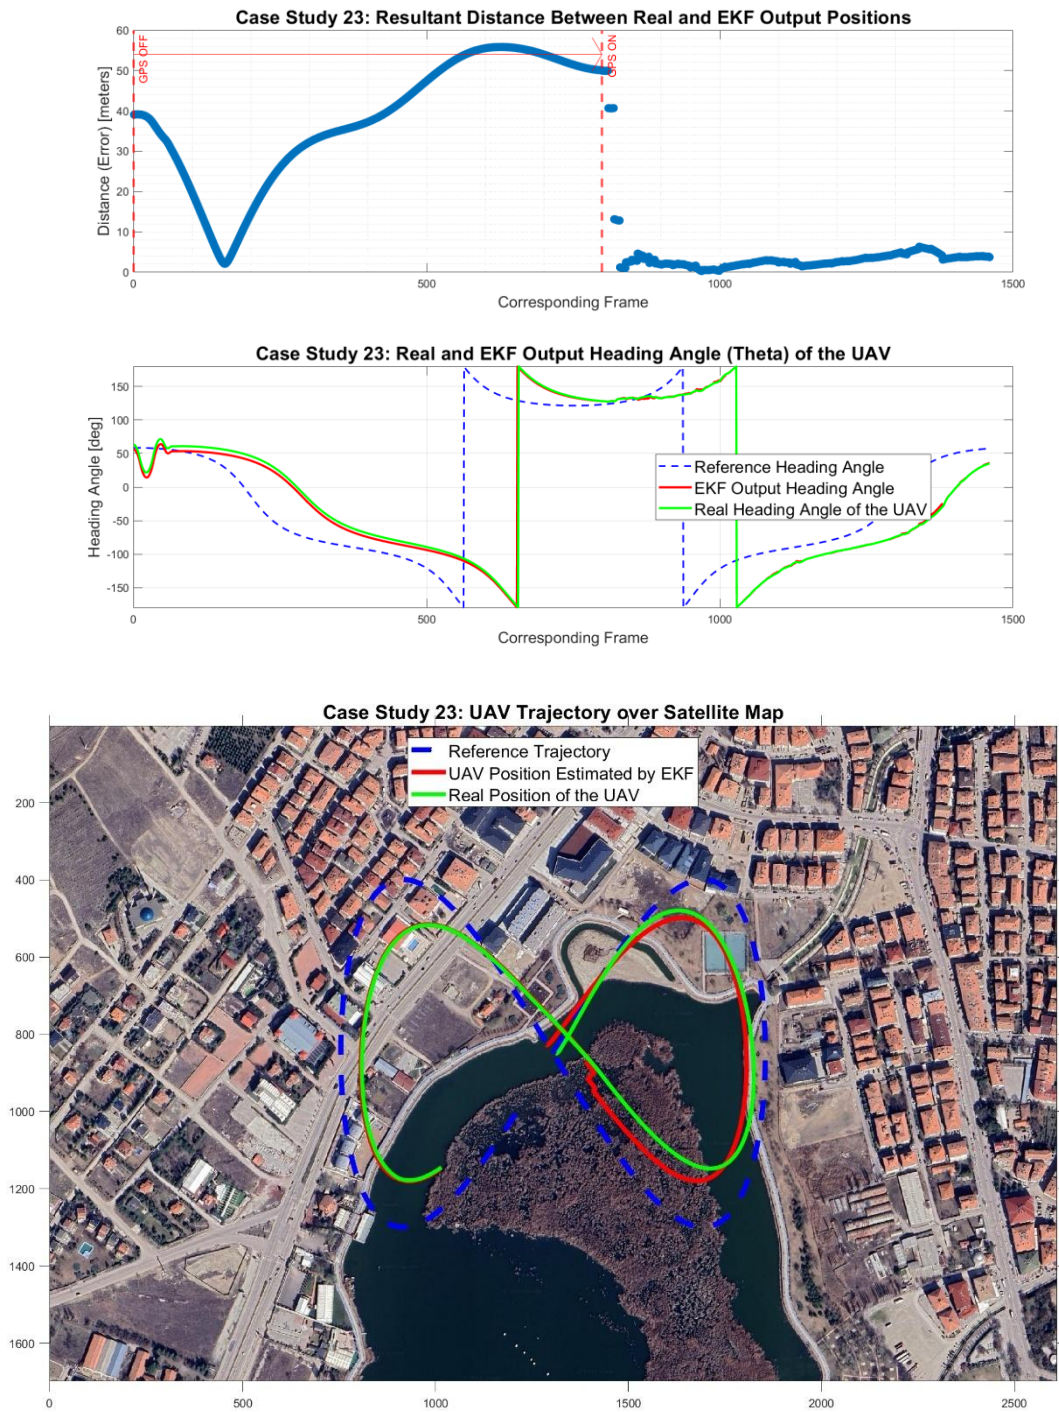 Case Study 23: Resultant Distance Between Real and EKF Output Positions
60
50
40
30
20
10
0
Distance (Error) [meters]
GPS OFF
GPS ON
0
500
1000
1500
Corresponding Frame
Case Study 23: Real and EKF Output Heading Angle (Theta) of the UAV
150
100
50
0
-50
-100
-150
Heading Angle [deg]
Reference Heading Angle
EKF Output Heading Angle
Real Heading Angle of the UAV
0
500
1000
1500
Corresponding Frame
Case Study 23: UAV Trajectory over Satellite Map
Reference Trajectory
UAV Position Estimated by EKF
Real Position of the UAV
200
400
600
800
1000
1200
1400
1600
0
500
1000
1500
2000
2500